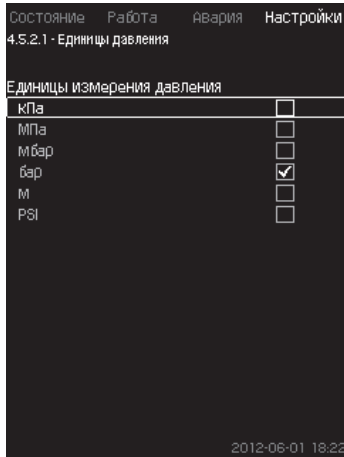 Состояние Работа Авария Настройки
4.5.2.1 - Единицы давления
Единицы измерения давления
кПа
МПа
мбар
бар
м
PSI
2012-06-01 18:22